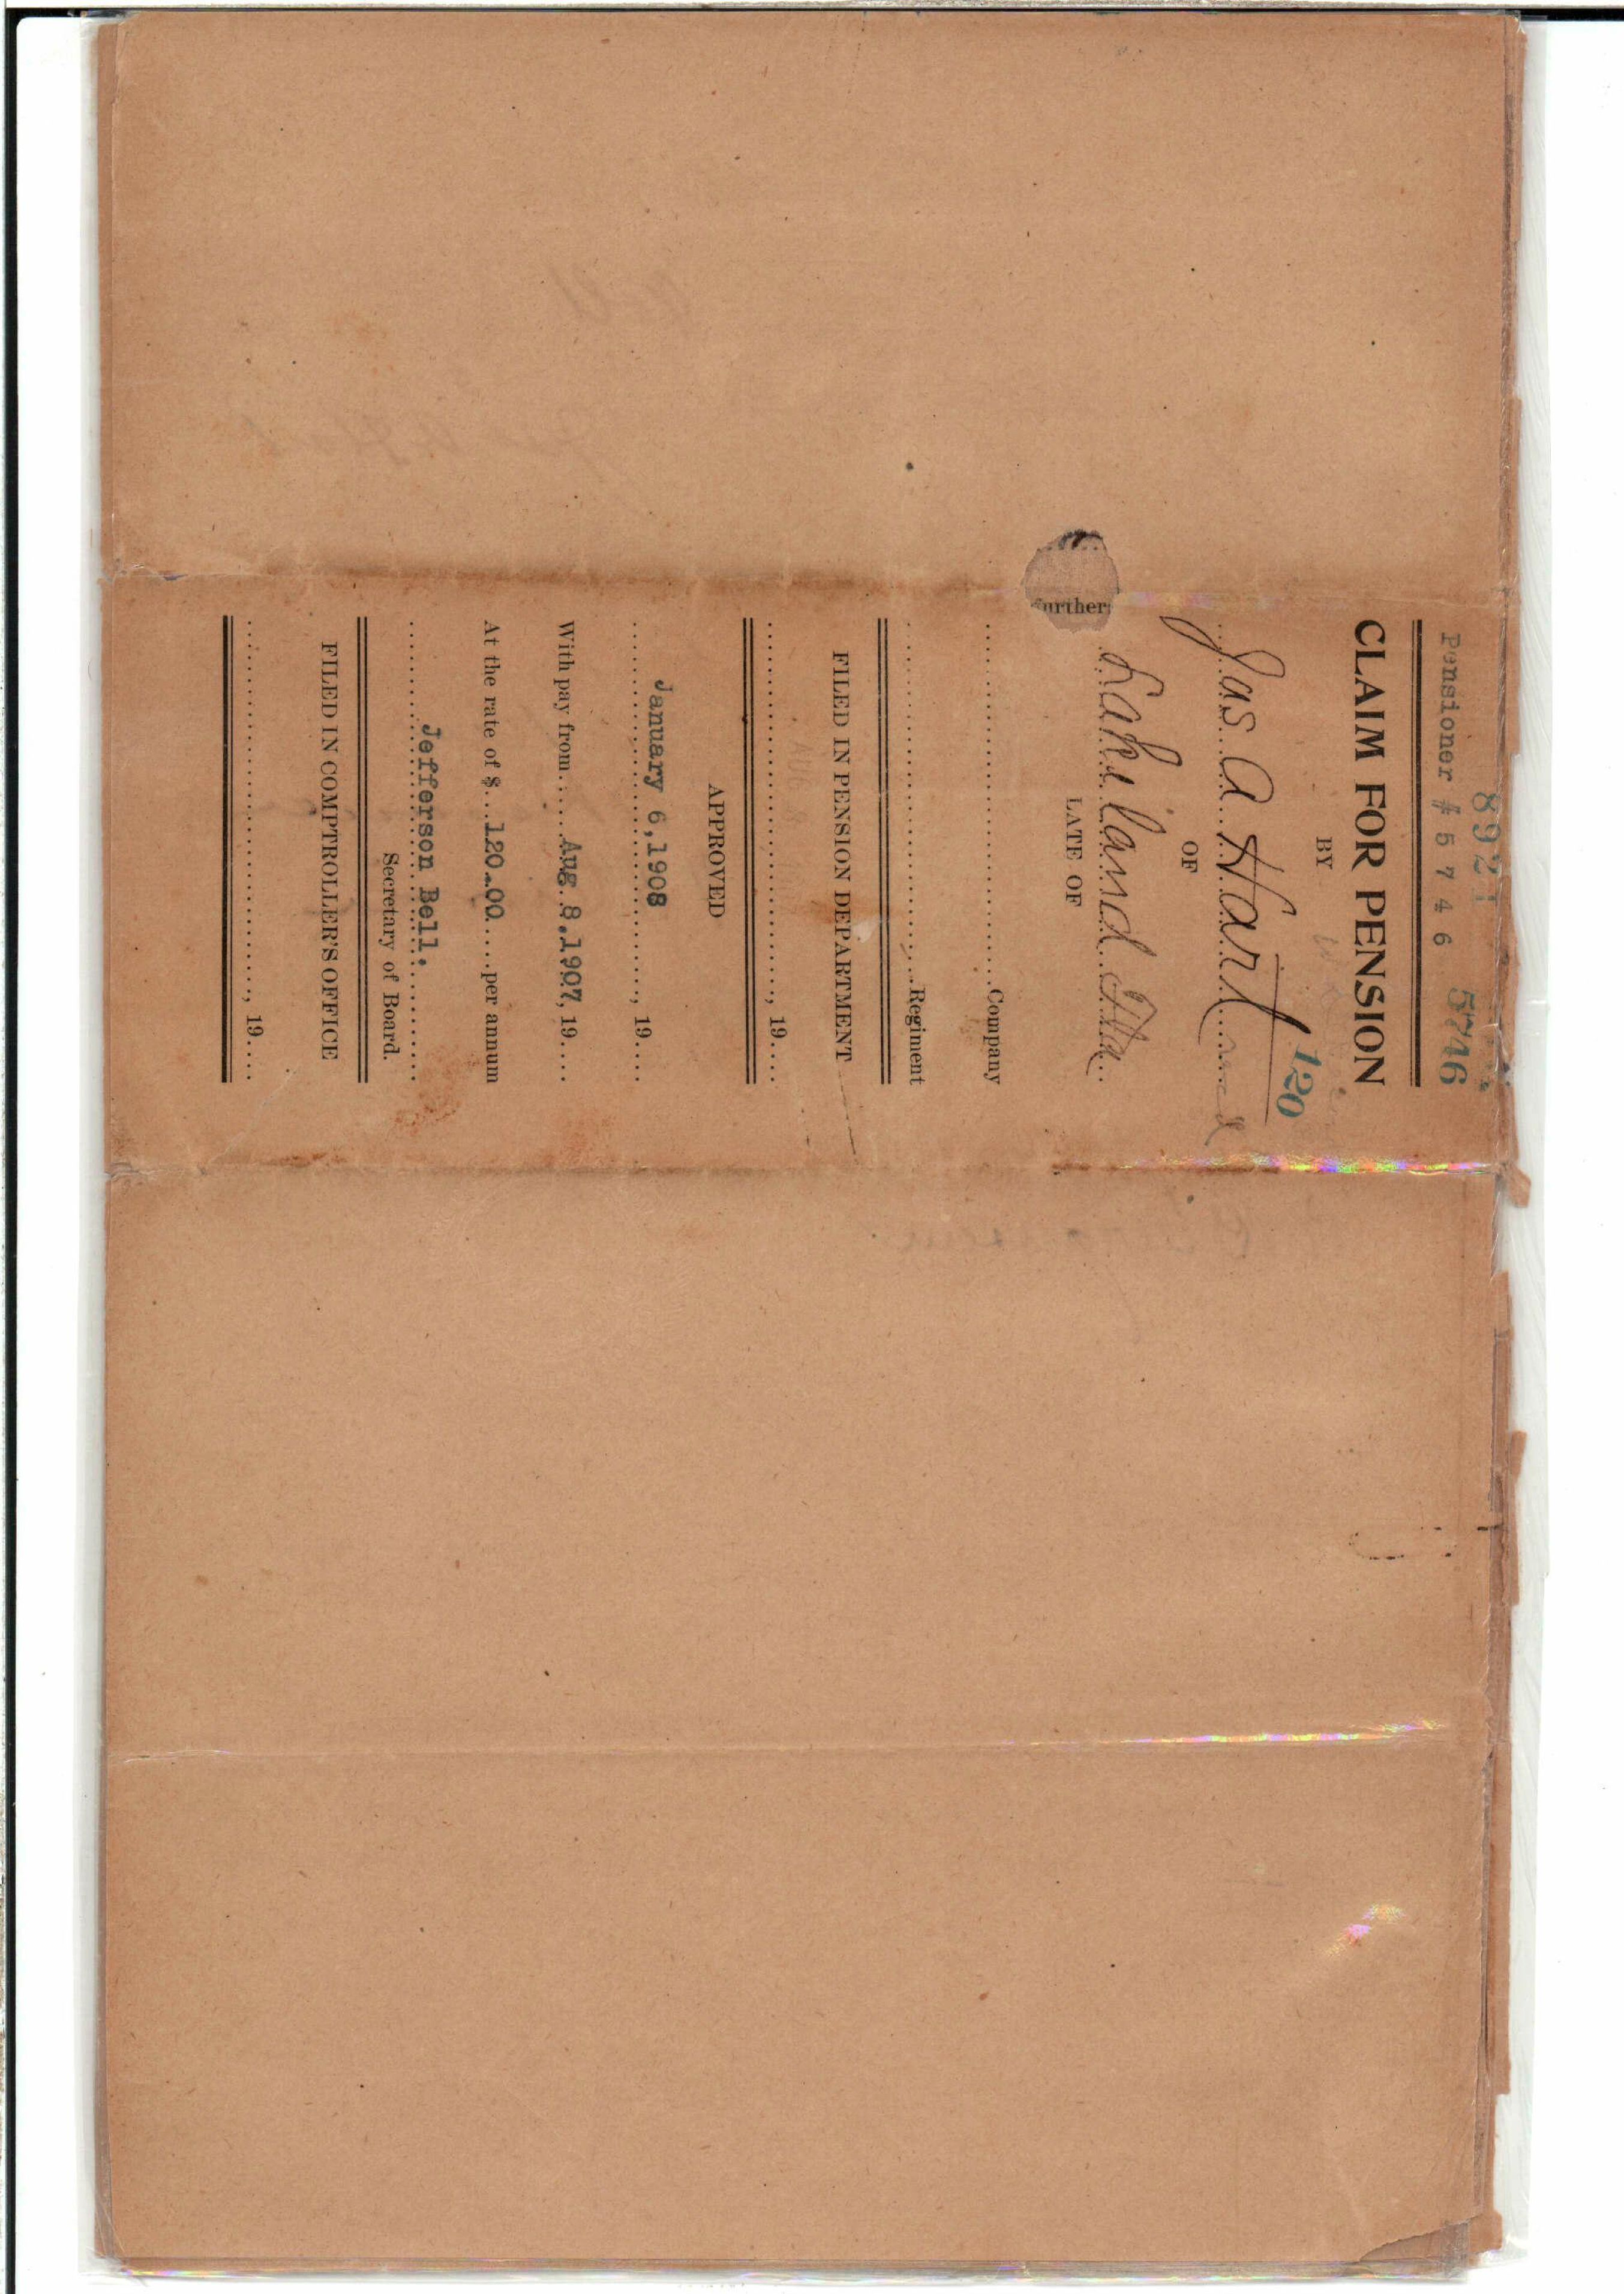 8921
Pensioner # 5 7 4 6 5746
CLAIM FOR PENSION
120
BY
Jas A Hart
OF
Lakeland Fla
LATE OF
further
....................Company
....................Regiment
FILED IN PENSION DEPARTMENT
AUG
...................., 19....
APPROVED
January 6,1908, 19....
With pay from Aug. 8.1907, 19....
At the rate of $ 120.00 per annum
Jefferson Bell.
Secretary of Board.
FILED IN COMPTROLLER'S OFFICE
...................., 19....